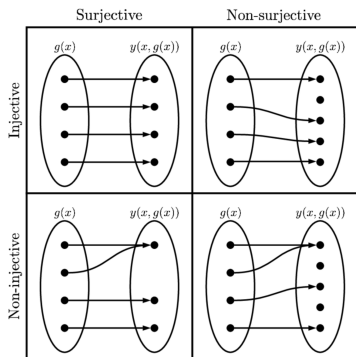 Surjective
Non-surjective
Injective
g(x)
y(x, g(x))
g(x)
y(x, g(x))
Non-injective
g(x)
y(x, g(x))
g(x)
y(x, g(x))